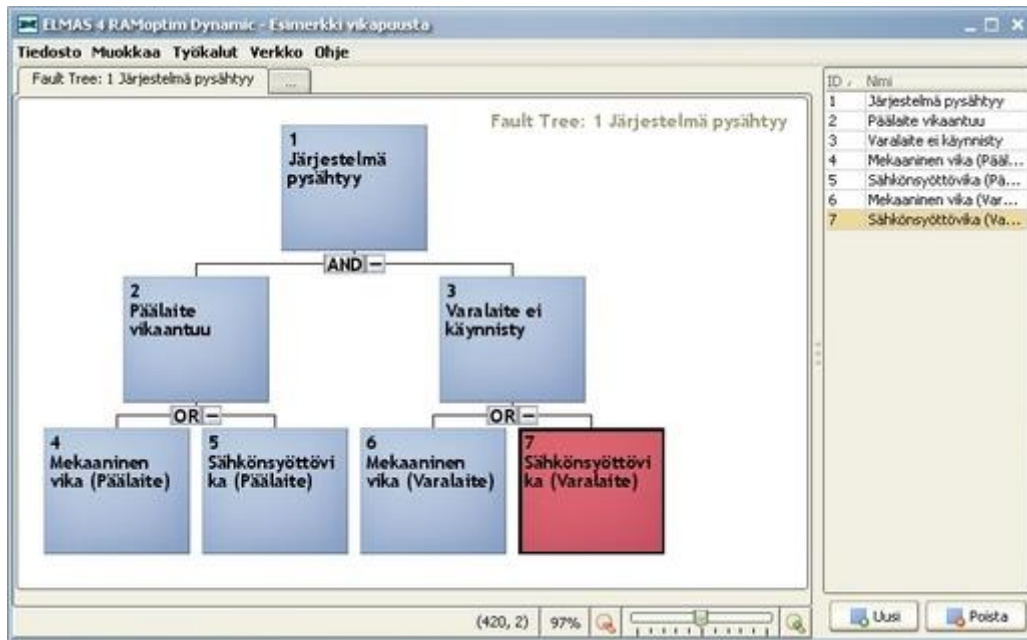 ELMAS 4 RAMoptim Dynamic - Esimerkki vikapuusta
Tiedosto Muokkaa Työkalut Verkko Ohje
Fault Tree: 1 Järjestelmä pysähtyy
...
Fault Tree: 1 Järjestelmä pysähtyy
1
Järjestelmä
pysähtyy
AND
2
Päälaite
vikaantuu
3
Varalaite ei
käynnisty
OR
OR
4
Mekaaninen
vika (Päälaite)
5
Sähkönsyöttövi
ka (Päälaite)
6
Mekaaninen
vika (Varalaite)
7
Sähkönsyöttövi
ka (Varalaite)
ID Nimi
1 Järjestelmä pysähtyy
2 Päälaite vikaantuu
3 Varalaite ei käynnisty
4 Mekaaninen vika (Pääl...
5 Sähkönsyöttövika (Pä...
6 Mekaaninen vika (Var...
7 Sähkönsyöttövika (Va...
(420, 2) 97%
Uusi Poista